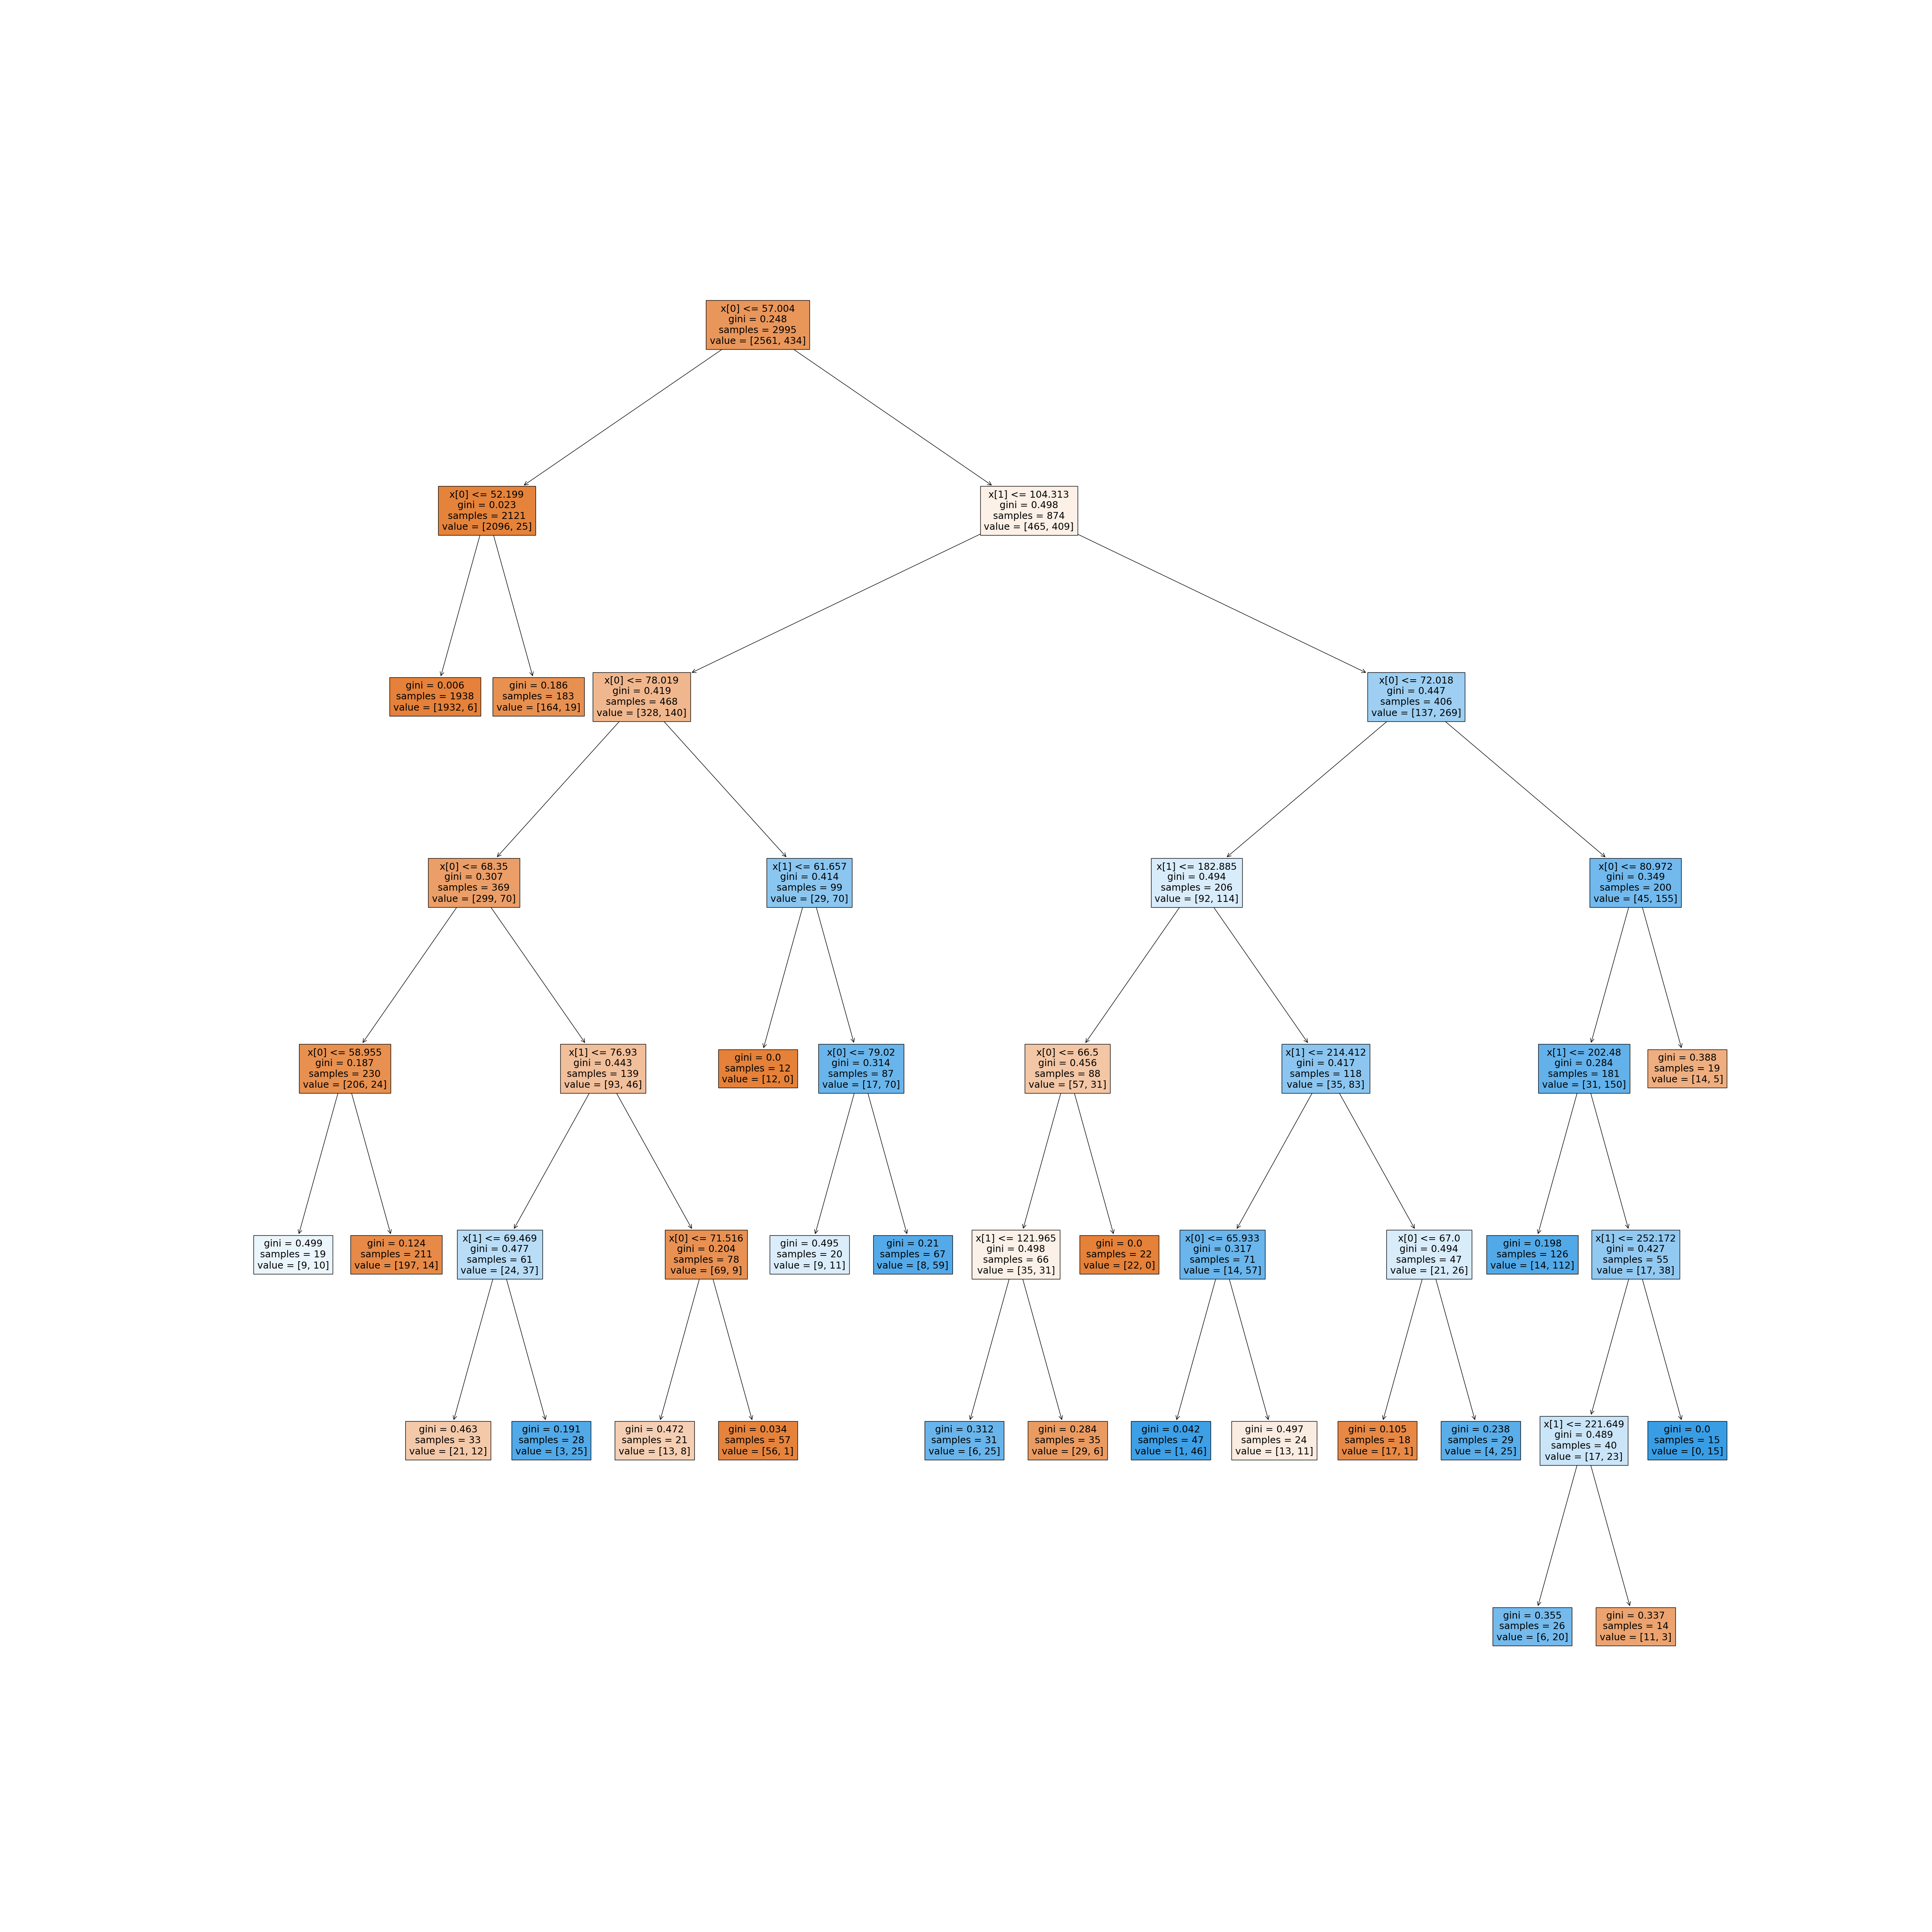 x[0] <= 57.004
gini = 0.248
samples = 2995
value = [2561, 434]
x[0] <= 52.199
gini = 0.023
samples = 2121
value = [2096, 25]
x[1] <= 104.313
gini = 0.498
samples = 874
value = [465, 409]
gini = 0.006
samples = 1938
value = [1932, 6]
gini = 0.186
samples = 183
value = [164, 19]
x[0] <= 78.019
gini = 0.419
samples = 468
value = [328, 140]
x[0] <= 72.018
gini = 0.447
samples = 406
value = [137, 269]
x[0] <= 68.35
gini = 0.307
samples = 369
value = [299, 70]
x[1] <= 61.657
gini = 0.414
samples = 99
value = [29, 70]
x[1] <= 182.885
gini = 0.494
samples = 206
value = [92, 114]
x[0] <= 80.972
gini = 0.349
samples = 200
value = [45, 155]
x[0] <= 58.955
gini = 0.187
samples = 230
value = [206, 24]
x[1] <= 76.93
gini = 0.443
samples = 139
value = [93, 46]
gini = 0.0
samples = 12
value = [12, 0]
x[0] <= 79.02
gini = 0.314
samples = 87
value = [17, 70]
x[0] <= 66.5
gini = 0.456
samples = 88
value = [57, 31]
x[1] <= 214.412
gini = 0.417
samples = 118
value = [35, 83]
x[1] <= 202.48
gini = 0.284
samples = 181
value = [31, 150]
gini = 0.388
samples = 19
value = [14, 5]
gini = 0.499
samples = 19
value = [9, 10]
gini = 0.124
samples = 211
value = [197, 14]
x[1] <= 69.469
gini = 0.477
samples = 61
value = [24, 37]
x[0] <= 71.516
gini = 0.204
samples = 78
value = [69, 9]
gini = 0.495
samples = 20
value = [9, 11]
gini = 0.21
samples = 67
value = [8, 59]
x[1] <= 121.965
gini = 0.498
samples = 66
value = [35, 31]
gini = 0.0
samples = 22
value = [22, 0]
x[0] <= 65.933
gini = 0.317
samples = 71
value = [14, 57]
x[0] <= 67.0
gini = 0.494
samples = 47
value = [21, 26]
gini = 0.198
samples = 126
value = [14, 112]
x[1] <= 252.172
gini = 0.427
samples = 55
value = [17, 38]
gini = 0.463
samples = 33
value = [21, 12]
gini = 0.191
samples = 28
value = [3, 25]
gini = 0.472
samples = 21
value = [13, 8]
gini = 0.034
samples = 57
value = [56, 1]
gini = 0.312
samples = 31
value = [6, 25]
gini = 0.284
samples = 35
value = [29, 6]
gini = 0.042
samples = 47
value = [1, 46]
gini = 0.497
samples = 24
value = [13, 11]
gini = 0.105
samples = 18
value = [17, 1]
gini = 0.238
samples = 29
value = [4, 25]
x[1] <= 221.649
gini = 0.489
samples = 40
value = [17, 23]
gini = 0.0
samples = 15
value = [0, 15]
gini = 0.355
samples = 26
value = [6, 20]
gini = 0.337
samples = 14
value = [11, 3]